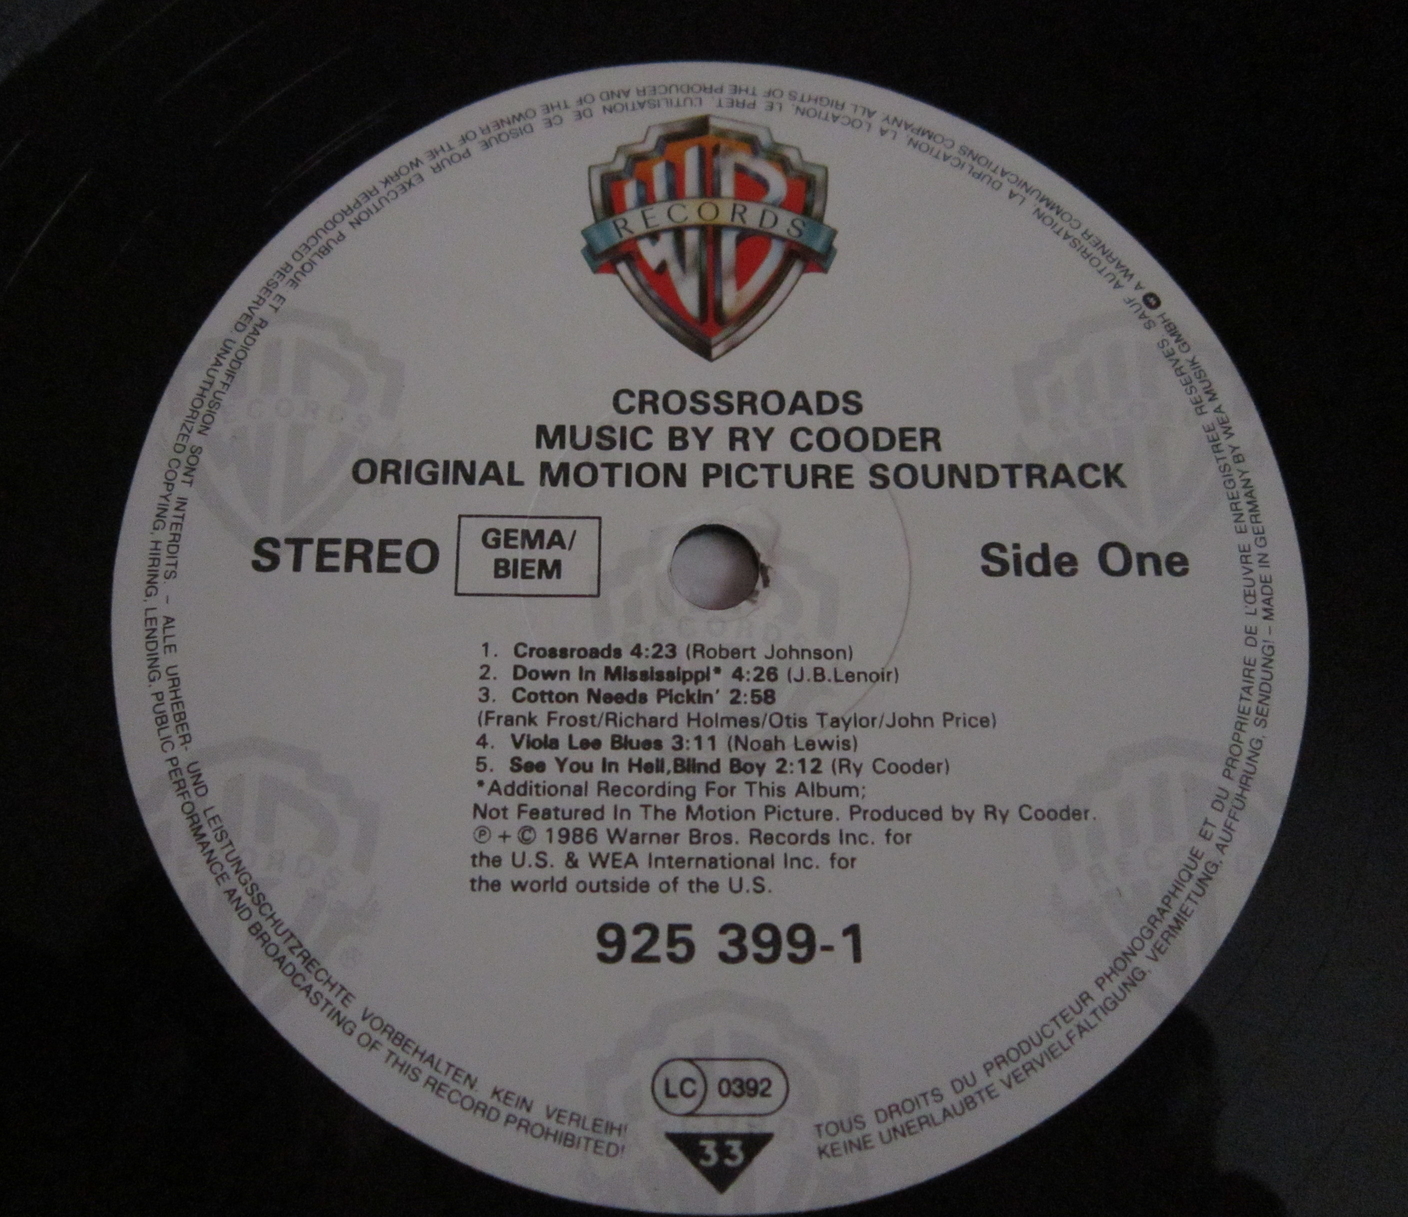 WB
RECORDS
CROSSROADS
MUSIC BY RY COODER
ORIGINAL MOTION PICTURE SOUNDTRACK
STEREO
GEMA/
BIEM
Side One
1. Crossroads 4:23 (Robert Johnson)
2. Down In Mississippi* 4:26 (J.B.Lenoir)
3. Cotton Needs Pickin' 2:58
(Frank Frost/Richard Holmes/Otis Taylor/John Price)
4. Viola Lee Blues 3:11 (Noah Lewis)
5. See You In Hell,Blind Boy 2:12 (Ry Cooder)
*Additional Recording For This Album;
Not Featured In The Motion Picture. Produced by Ry Cooder.
℗ + © 1986 Warner Bros. Records Inc. for
the U.S. & WEA International Inc. for
the world outside of the U.S.
925 399-1
LC 0392
33
TOUS DROITS DU PRODUCTEUR PHONOGRAPHIQUE ET DU PROPRIETAIRE DE L'ŒUVRE ENREGISTREE RESERVES SAUF AUTORISATION, LA DUPLICATION, LA LOCATION, LE PRET, L'UTILISATION DE CE DISQUE POUR EXECUTION PUBLIQUE ET RADIODIFFUSION SONT INTERDITS. – ALLE URHEBER- UND LEISTUNGSSCHUTZRECHTE VORBEHALTEN. KEIN VERLEIH!
KEINE UNERLAUBTE VERVIELFÄLTIGUNG, VERMIETUNG, AUFFÜHRUNG, SENDUNG! – MADE IN GERMANY BY WEA MUSIK GMBH A WARNER COMMUNICATIONS COMPANY ALL RIGHTS OF THE PRODUCER AND OF THE OWNER OF THE WORK REPRODUCED RESERVED. UNAUTHORIZED COPYING, HIRING, LENDING, PUBLIC PERFORMANCE AND BROADCASTING OF THIS RECORD PROHIBITED!